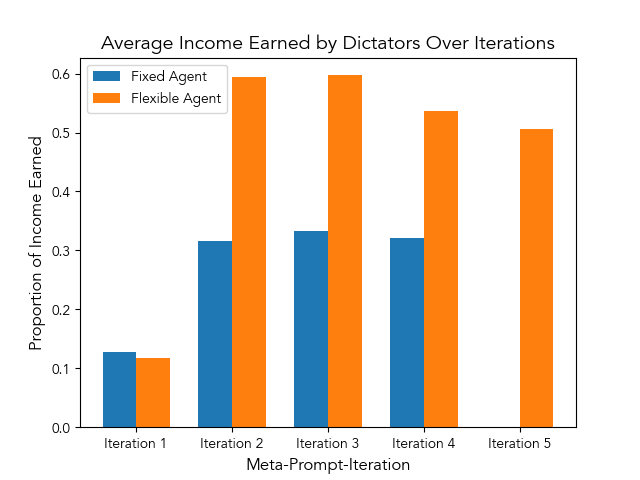 Average Income Earned by Dictators Over Iterations
Fixed Agent
Flexible Agent
Proportion of Income Earned
0.6
0.5
0.4
0.3
0.2
0.1
0.0
Iteration 1
Iteration 2
Iteration 3
Iteration 4
Iteration 5
Meta-Prompt-Iteration